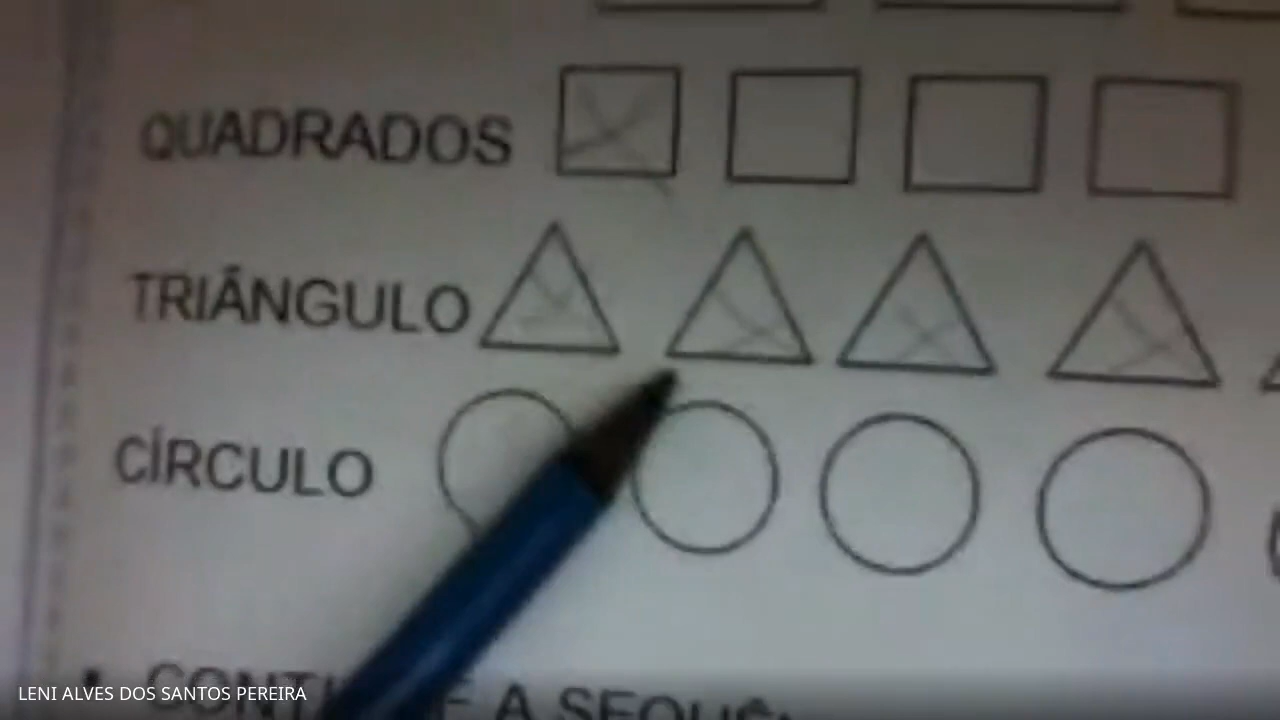 QUADRADOS
TRIÂNGULO
CÍRCULO
A
LENI ALVES DOS SANTOS PEREIRA